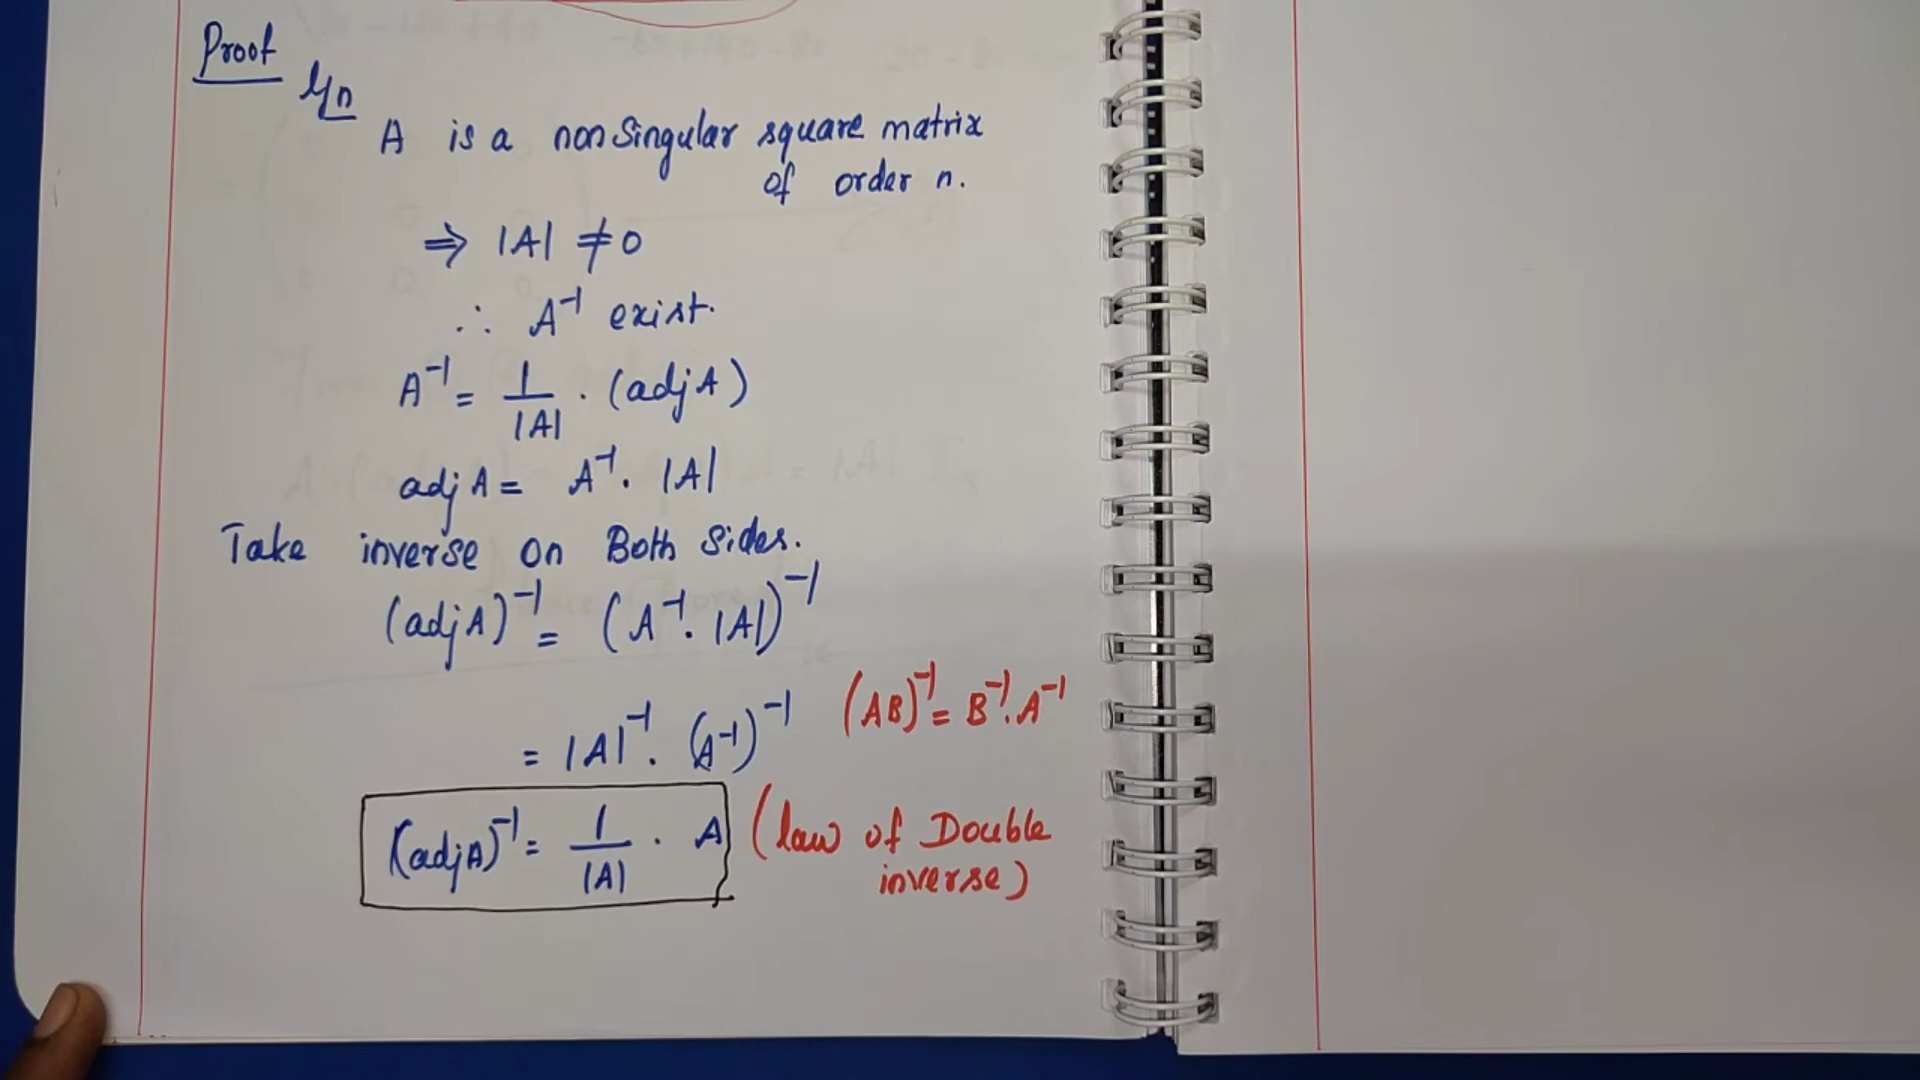 Proof
Gn
A is a non Singular square matrix
of order n.
⇒ |A| ≠ 0
∴ A⁻¹ exist.
A⁻¹ = 1/|A| · (adj A)
adj A = A⁻¹ · |A|
Take inverse on Both Sides.
(adj A)⁻¹ = (A⁻¹ · |A|)⁻¹
= |A|⁻¹ · (A⁻¹)⁻¹ (AB)⁻¹ = B⁻¹ · A⁻¹
(adj A)⁻¹ = 1/|A| · A (law of Double
inverse)